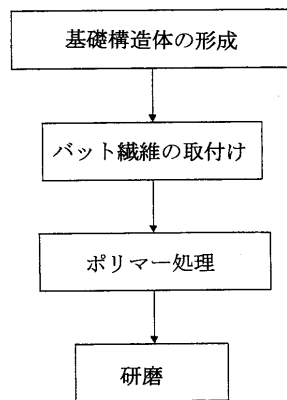 基礎構造体の形成
バット繊維の取付け
ポリマー処理
研磨